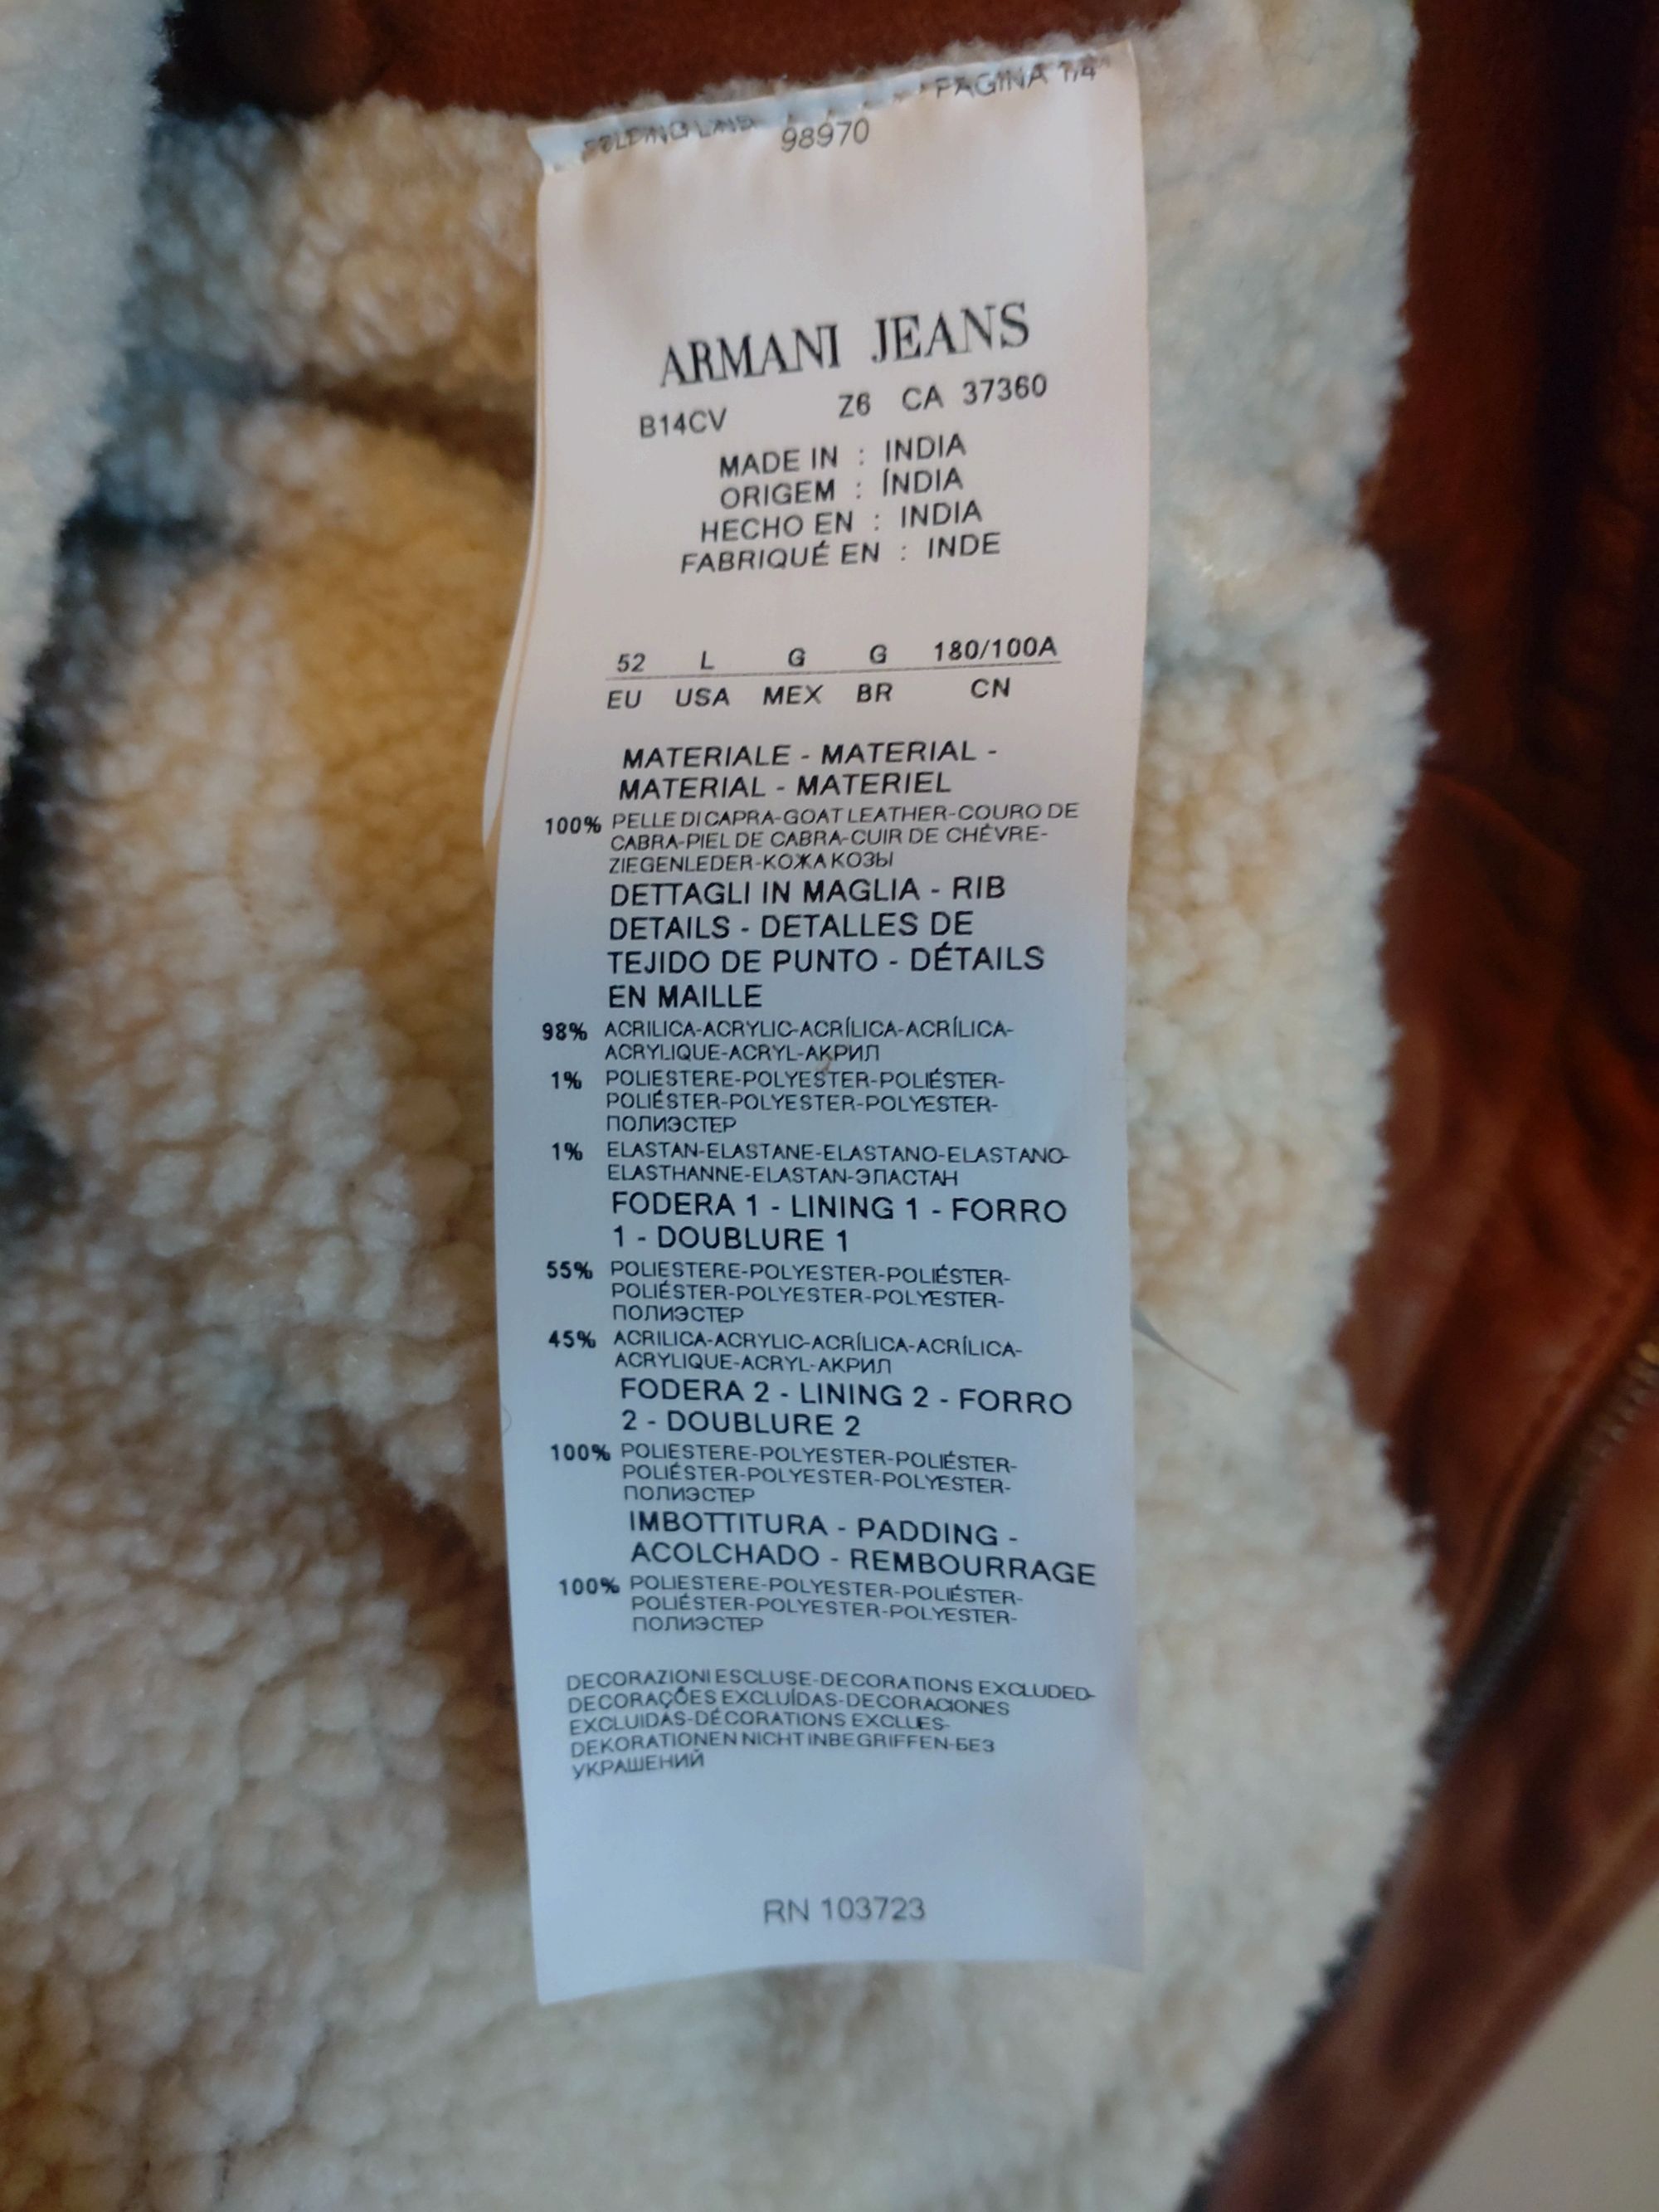 FOLDING LINE
PAGINA 1/4
98970
ARMANI JEANS
B14CV Z6 CA 37360
MADE IN : INDIA
ORIGEM : ÍNDIA
HECHO EN : INDIA
FABRIQUÉ EN : INDE
52 L G G 180/100A
EU USA MEX BR CN
MATERIALE - MATERIAL -
MATERIAL - MATERIEL
100% PELLE DI CAPRA-GOAT LEATHER-COURO DE
CABRA-PIEL DE CABRA-CUIR DE CHÉVRE-
ZIEGENLEDER-КОЖА КОЗЫ
DETTAGLI IN MAGLIA - RIB
DETAILS - DETALLES DE
TEJIDO DE PUNTO - DÉTAILS
EN MAILLE
98% ACRILICA-ACRYLIC-ACRÍLICA-ACRÍLICA-
ACRYLIQUE-ACRYL-АКРИЛ
1% POLIESTERE-POLYESTER-POLIÉSTER-
POLIÉSTER-POLYESTER-POLYESTER-
ПОЛИЭСТЕР
1% ELASTAN-ELASTANE-ELASTANO-ELASTANO-
ELASTHANNE-ELASTAN-ЭЛАСТАН
FODERA 1 - LINING 1 - FORRO
1 - DOUBLURE 1
55% POLIESTERE-POLYESTER-POLIÉSTER-
POLIÉSTER-POLYESTER-POLYESTER-
ПОЛИЭСТЕР
45% ACRILICA-ACRYLIC-ACRÍLICA-ACRÍLICA-
ACRYLIQUE-ACRYL-АКРИЛ
FODERA 2 - LINING 2 - FORRO
2 - DOUBLURE 2
100% POLIESTERE-POLYESTER-POLIÉSTER-
POLIÉSTER-POLYESTER-POLYESTER-
ПОЛИЭСТЕР
IMBOTTITURA - PADDING -
ACOLCHADO - REMBOURRAGE
100% POLIESTERE-POLYESTER-POLIÉSTER-
POLIÉSTER-POLYESTER-POLYESTER-
ПОЛИЭСТЕР
DECORAZIONI ESCLUSE-DECORATIONS EXCLUDED-
DECORAÇÕES EXCLUÍDAS-DECORACIONES
EXCLUIDAS-DÉCORATIONS EXCLUES-
DEKORATIONEN NICHT INBEGRIFFEN-БЕЗ
УКРАШЕНИЙ
RN 103723